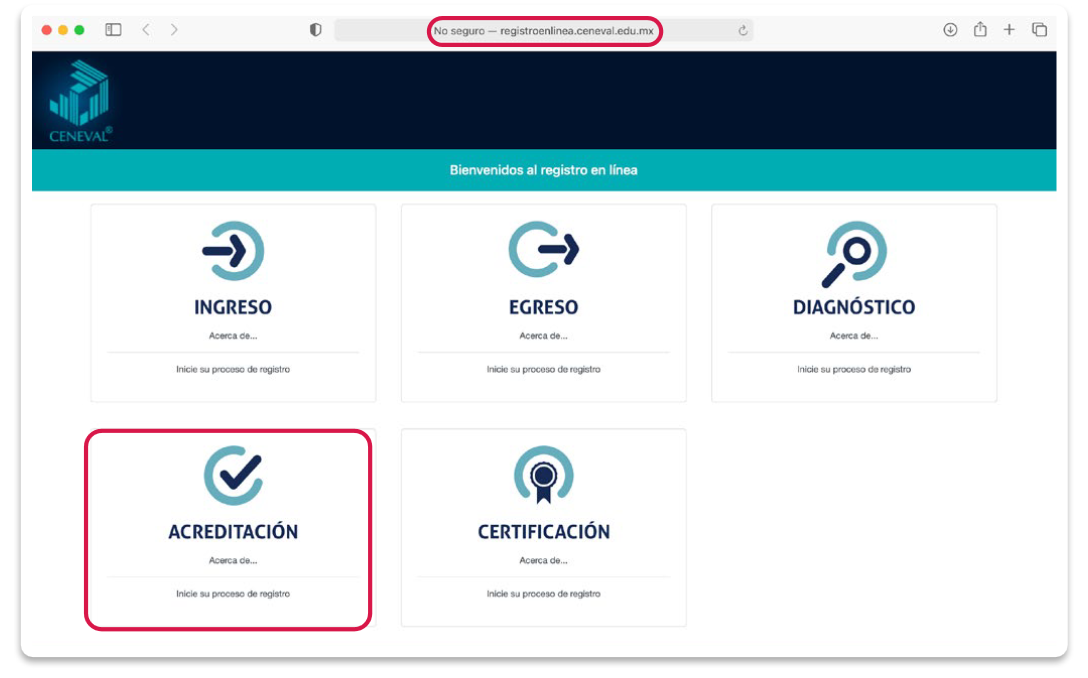 No seguro — registroenlinea.ceneval.edu.mx
CENEVAL®
Bienvenidos al registro en línea
INGRESO
Acerca de...
Inicie su proceso de registro
EGRESO
Acerca de...
Inicie su proceso de registro
DIAGNÓSTICO
Acerca de...
Inicie su proceso de registro
ACREDITACIÓN
Acerca de...
Inicie su proceso de registro
CERTIFICACIÓN
Acerca de...
Inicie su proceso de registro